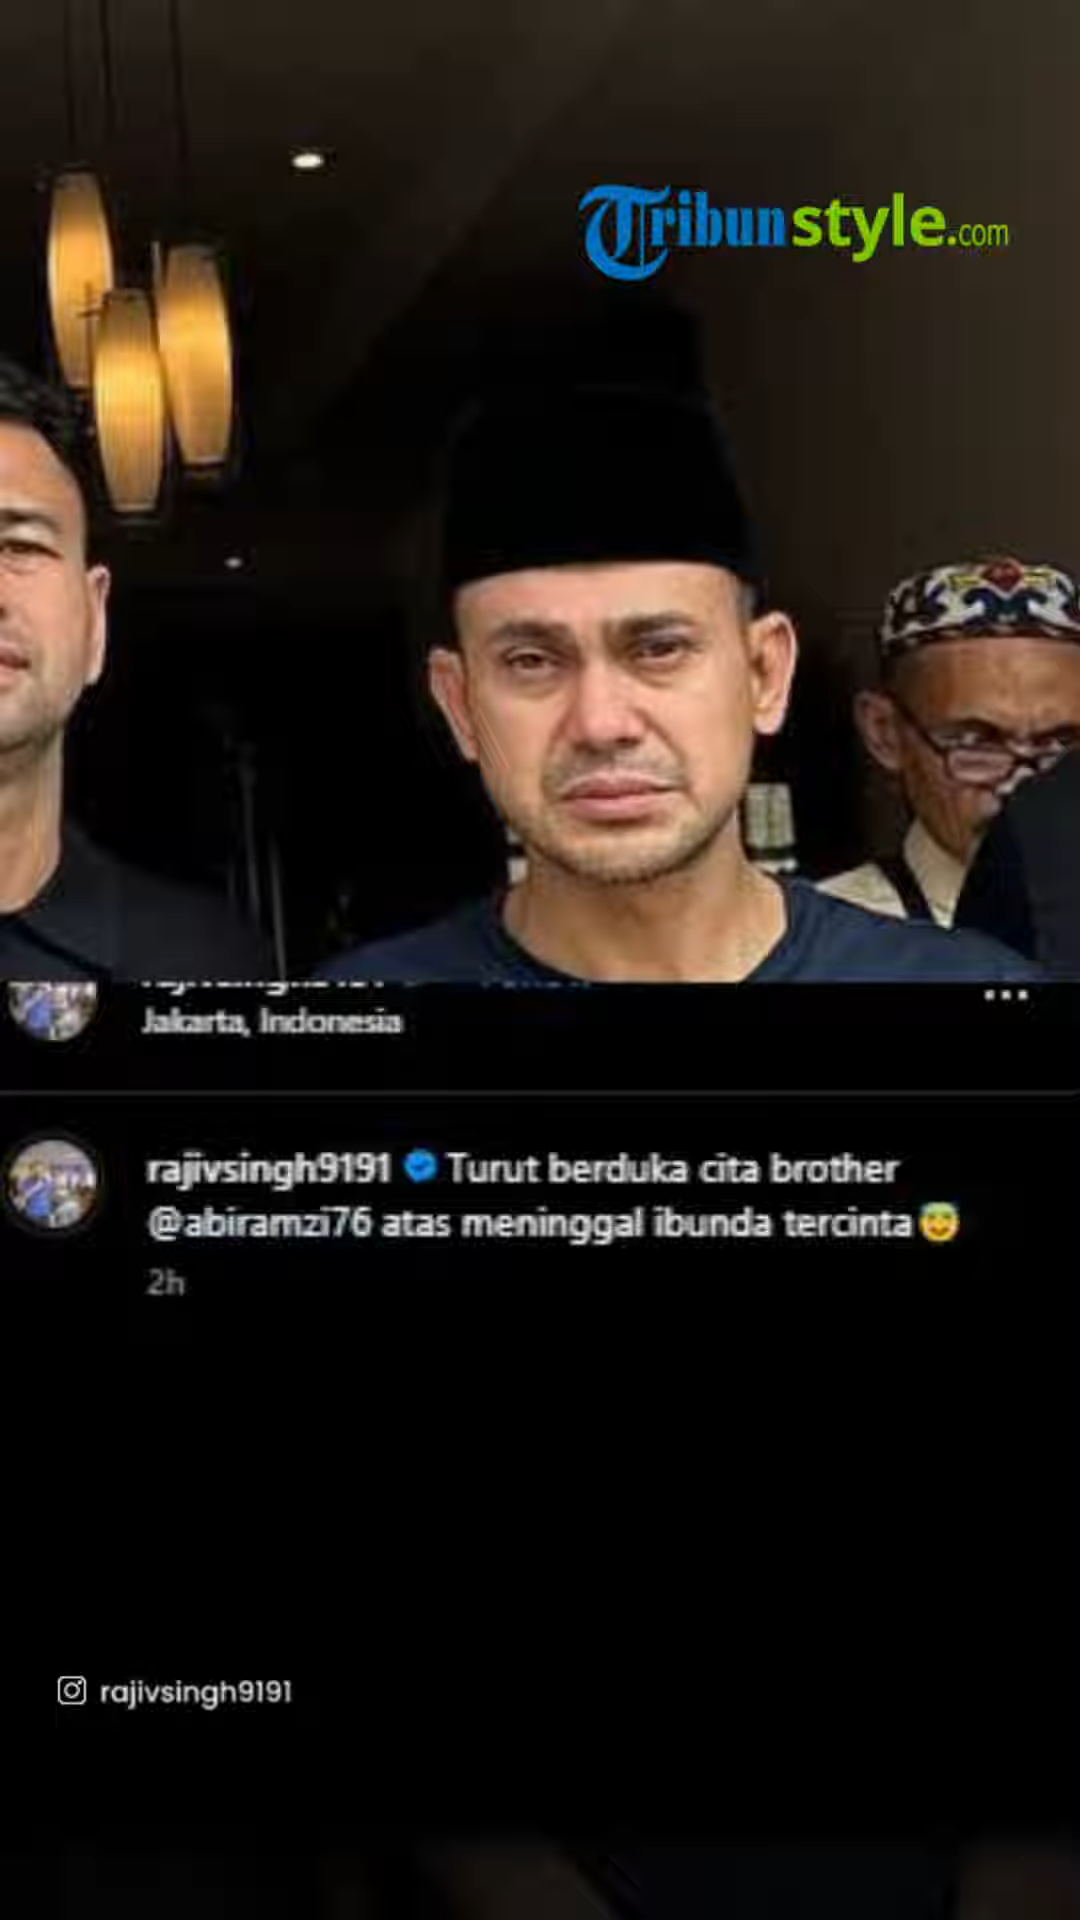 Tribunstyle.com
Jakarta, Indonesia
rajivsingh9191 Turut berduka cita brother
@abiramzi76 atas meninggal ibunda tercinta😇
2h
rajivsingh9191